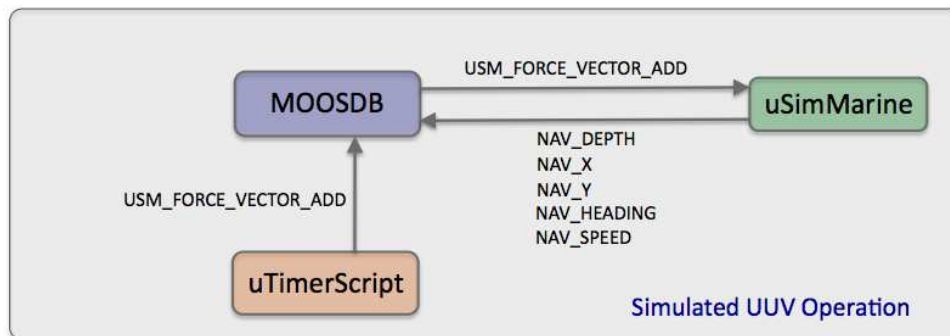 USM_FORCE_VECTOR_ADD
MOOSDB
uSimMarine
NAV_DEPTH
NAV_X
NAV_Y
NAV_HEADING
NAV_SPEED
USM_FORCE_VECTOR_ADD
uTimerScript
Simulated UUV Operation